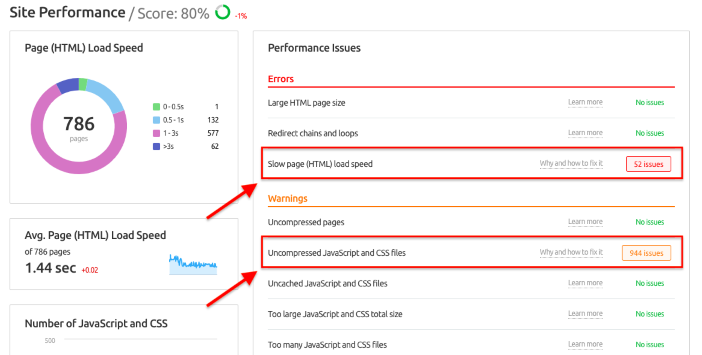 Site Performance / Score: 80% -1%
Page (HTML) Load Speed
786
pages
0 - 0.5s 1
0.5 - 1s 132
1 - 3s 577
>3s 62
Avg. Page (HTML) Load Speed
of 786 pages
1.44 sec +0.02
Number of JavaScript and CSS
500
Performance Issues
Errors
Large HTML page size Learn more No issues
Redirect chains and loops Learn more No issues
Slow page (HTML) load speed Why and how to fix it 52 issues
Warnings
Uncompressed pages Learn more No issues
Uncompressed JavaScript and CSS files Why and how to fix it 944 issues
Uncached JavaScript and CSS files Learn more No issues
Too large JavaScript and CSS total size Learn more No issues
Too many JavaScript and CSS files Learn more No issues